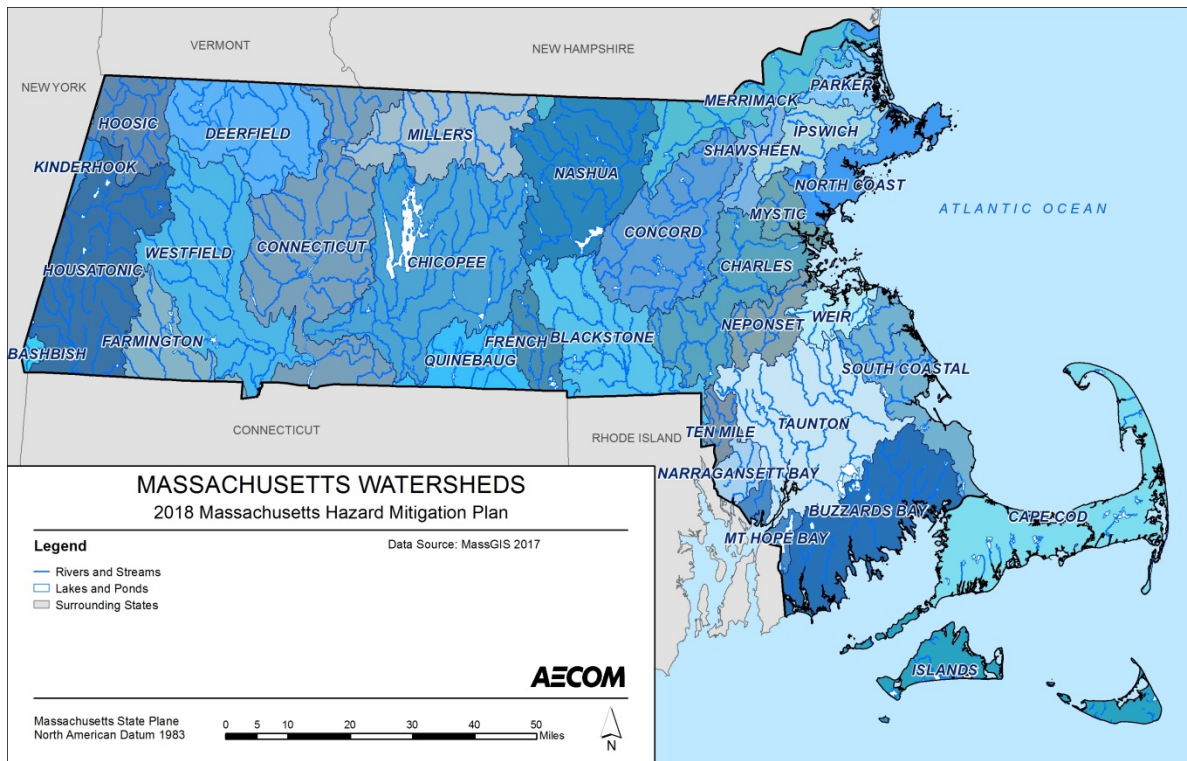 VERMONT
NEW HAMPSHIRE
NEW YORK
PARKER
MERRIMACK
HOOSIC
DEERFIELD
MILLERS
IPSWICH
SHAWSHEEN
KINDERHOOK
NASHUA
NORTH COAST
ATLANTIC OCEAN
MYSTIC
CONCORD
CONNECTICUT
WESTFIELD
CHICOPEE
CHARLES
HOUSATONIC
WEIR
NEPONSET
FARMINGTON
FRENCH
BLACKSTONE
BASHBISH
QUINEBAUG
SOUTH COASTAL
TAUNTON
CONNECTICUT
TEN MILE
RHODE ISLAND
NARRAGANSETT BAY
BUZZARDS BAY
CAPE COD
MT HOPE BAY
ISLANDS
MASSACHUSETTS WATERSHEDS
2018 Massachusetts Hazard Mitigation Plan
Legend
Data Source: MassGIS 2017
Rivers and Streams
Lakes and Ponds
Surrounding States
AECOM
Massachusetts State Plane
North American Datum 1983
0 5 10 20 30 40 50
Miles
N